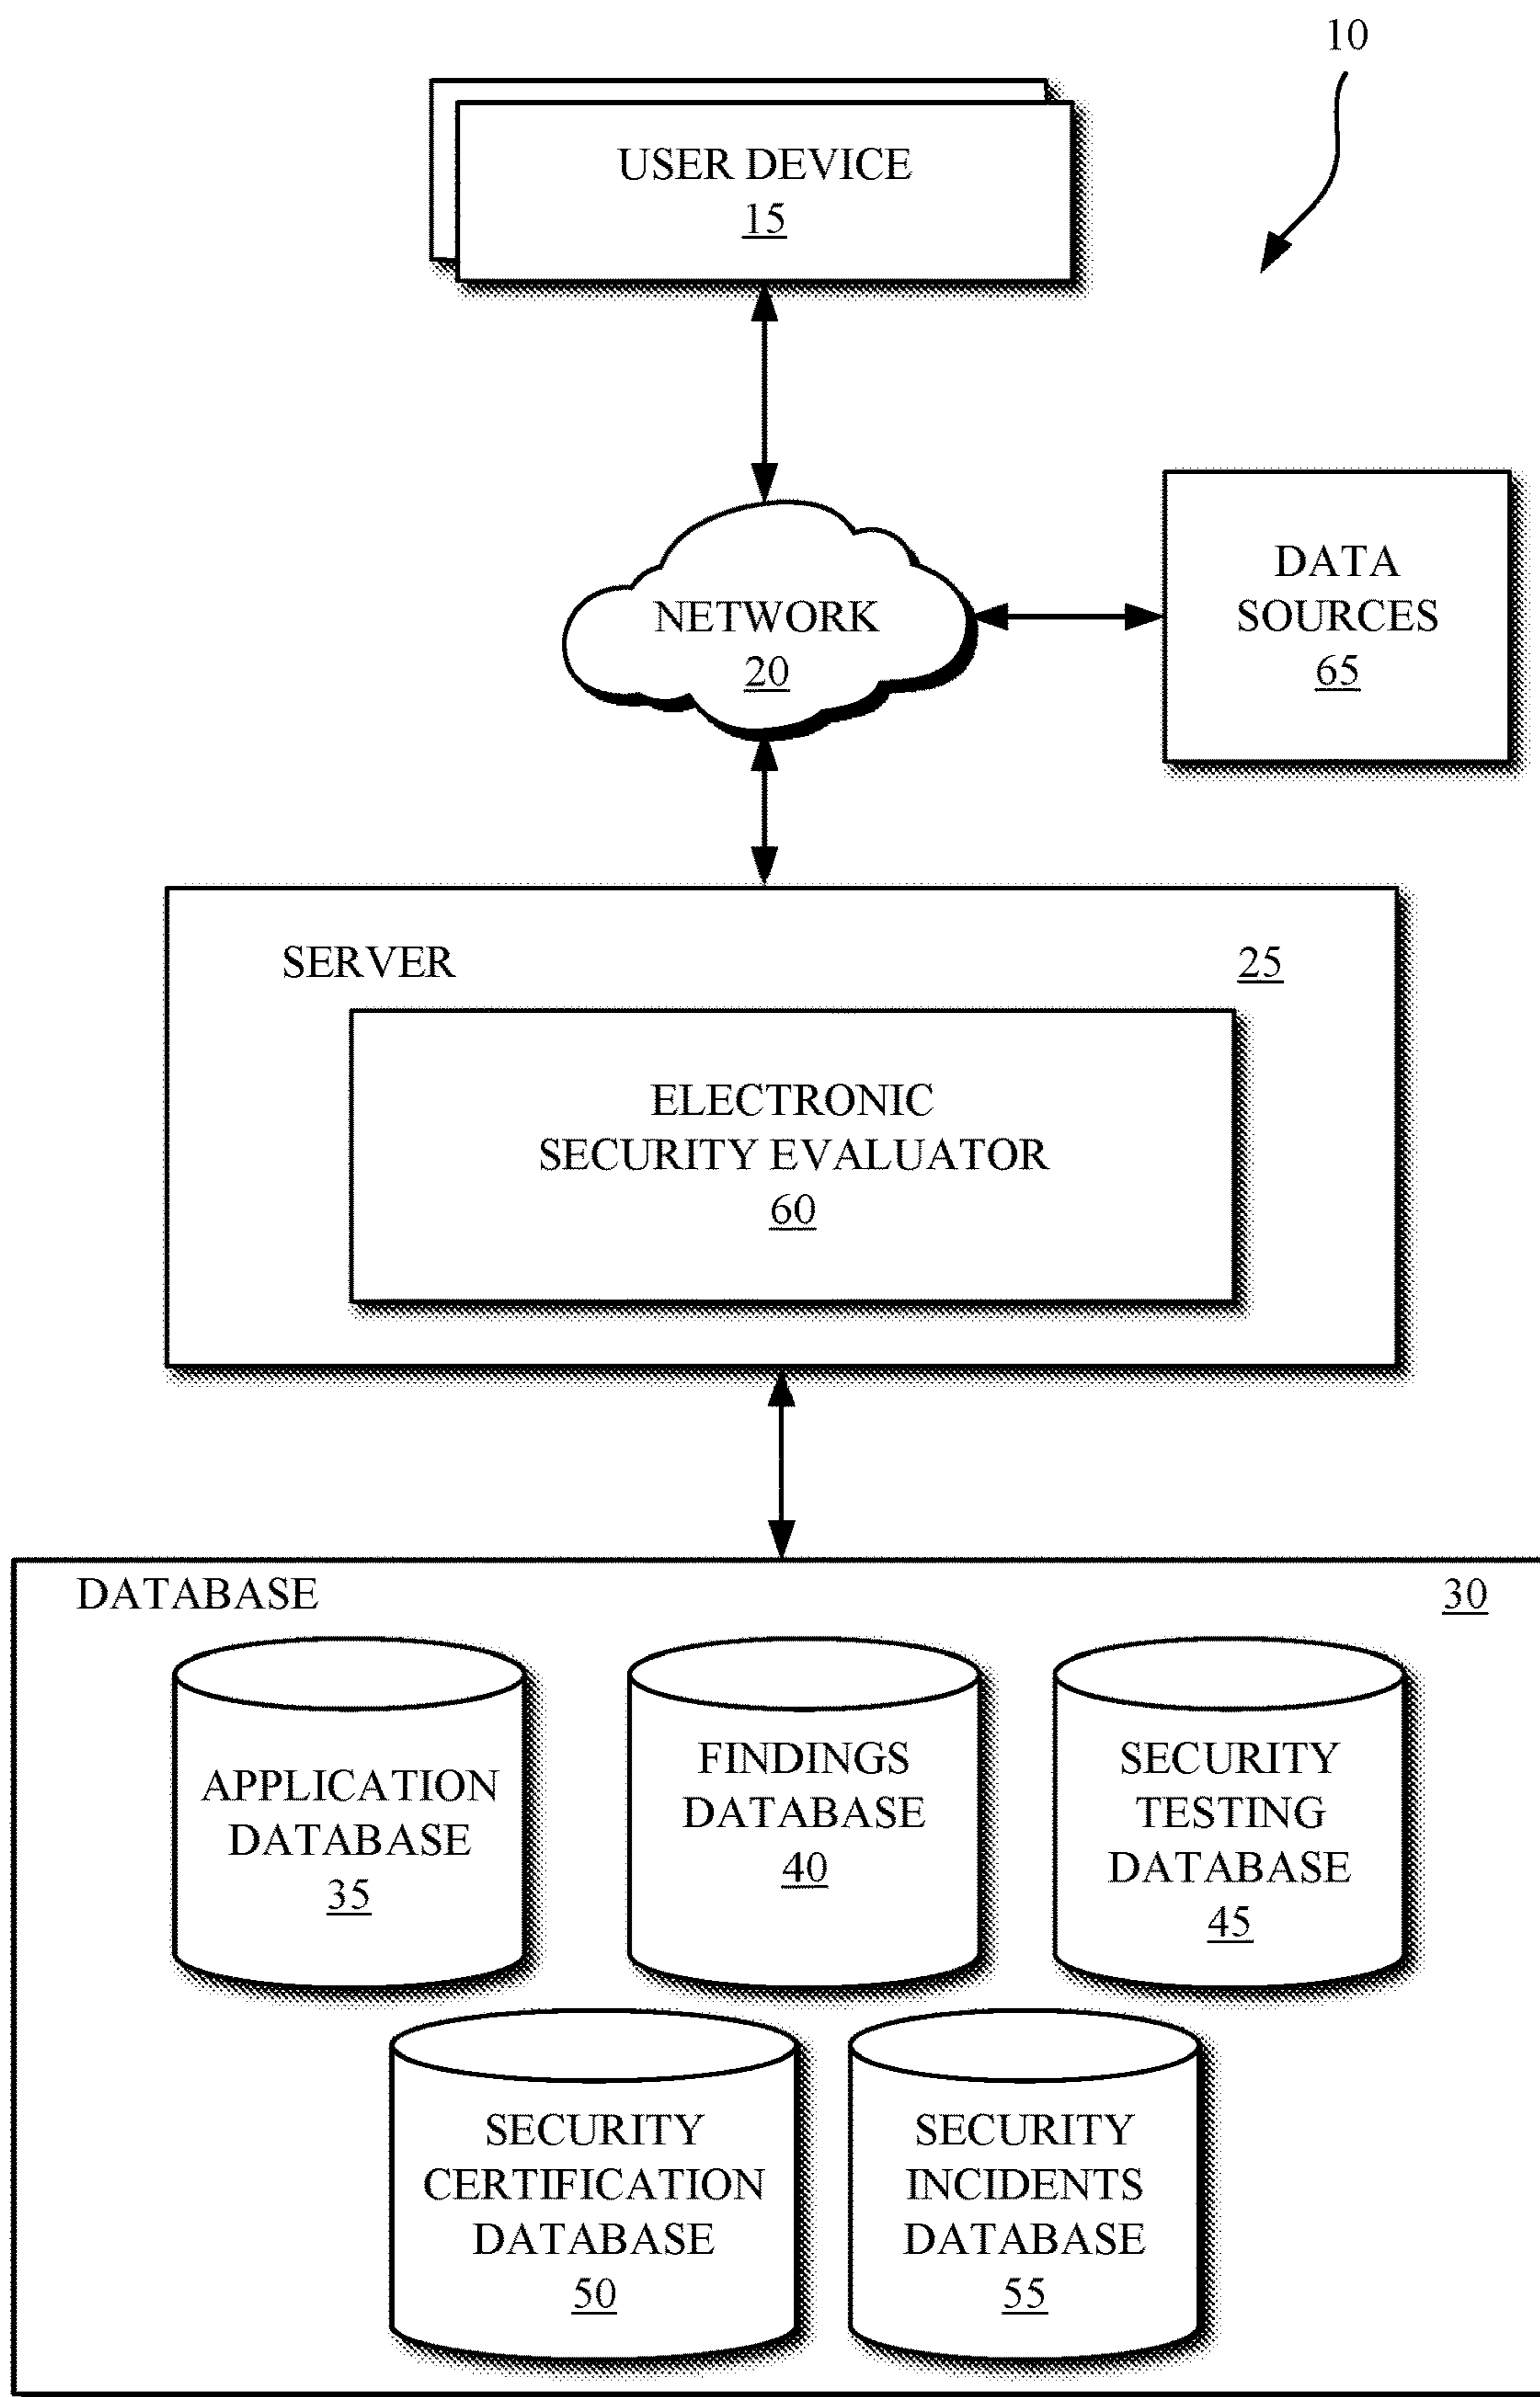 10
USER DEVICE
15
NETWORK
20
DATA
SOURCES
65
SERVER
25
ELECTRONIC
SECURITY EVALUATOR
60
DATABASE
30
APPLICATION
DATABASE
35
FINDINGS
DATABASE
40
SECURITY
TESTING
DATABASE
45
SECURITY
CERTIFICATION
DATABASE
50
SECURITY
INCIDENTS
DATABASE
55